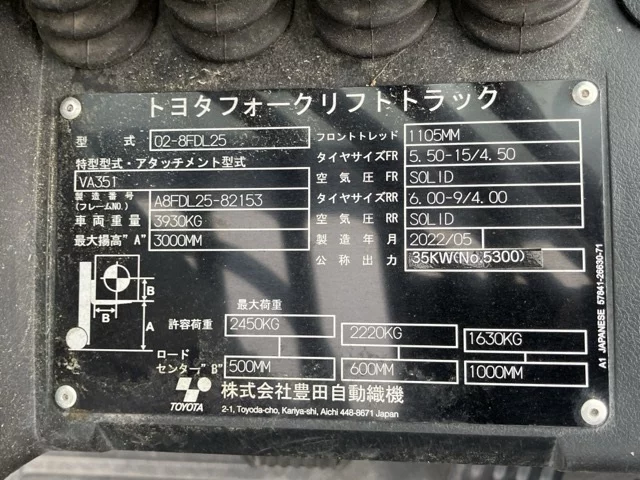 トヨタフォークリフトトラック
型式 02-8FDL25 フロントトレッド 1105MM
特型型式・アタッチメント型式 タイヤサイズFR 5.50-15/4.50
VA351 空気圧FR SOLID
製造番号(フレームNO.) A8FDL25-82153 タイヤサイズRR 6.00-9/4.00
車両重量 3930KG 空気圧RR SOLID
最大揚高"A" 3000MM 製造年月 2022/05
公称出力 35KW(No.5300)
B
B
A
最大荷重
許容荷重 2450KG 2220KG 1630KG
ロードセンター"B" 500MM 600MM 1000MM
TOYOTA
株式会社豊田自動織機
2-1, Toyoda-cho, Kariya-shi, Aichi 448-8671 Japan
A1 JAPANESE 57841-26630-71